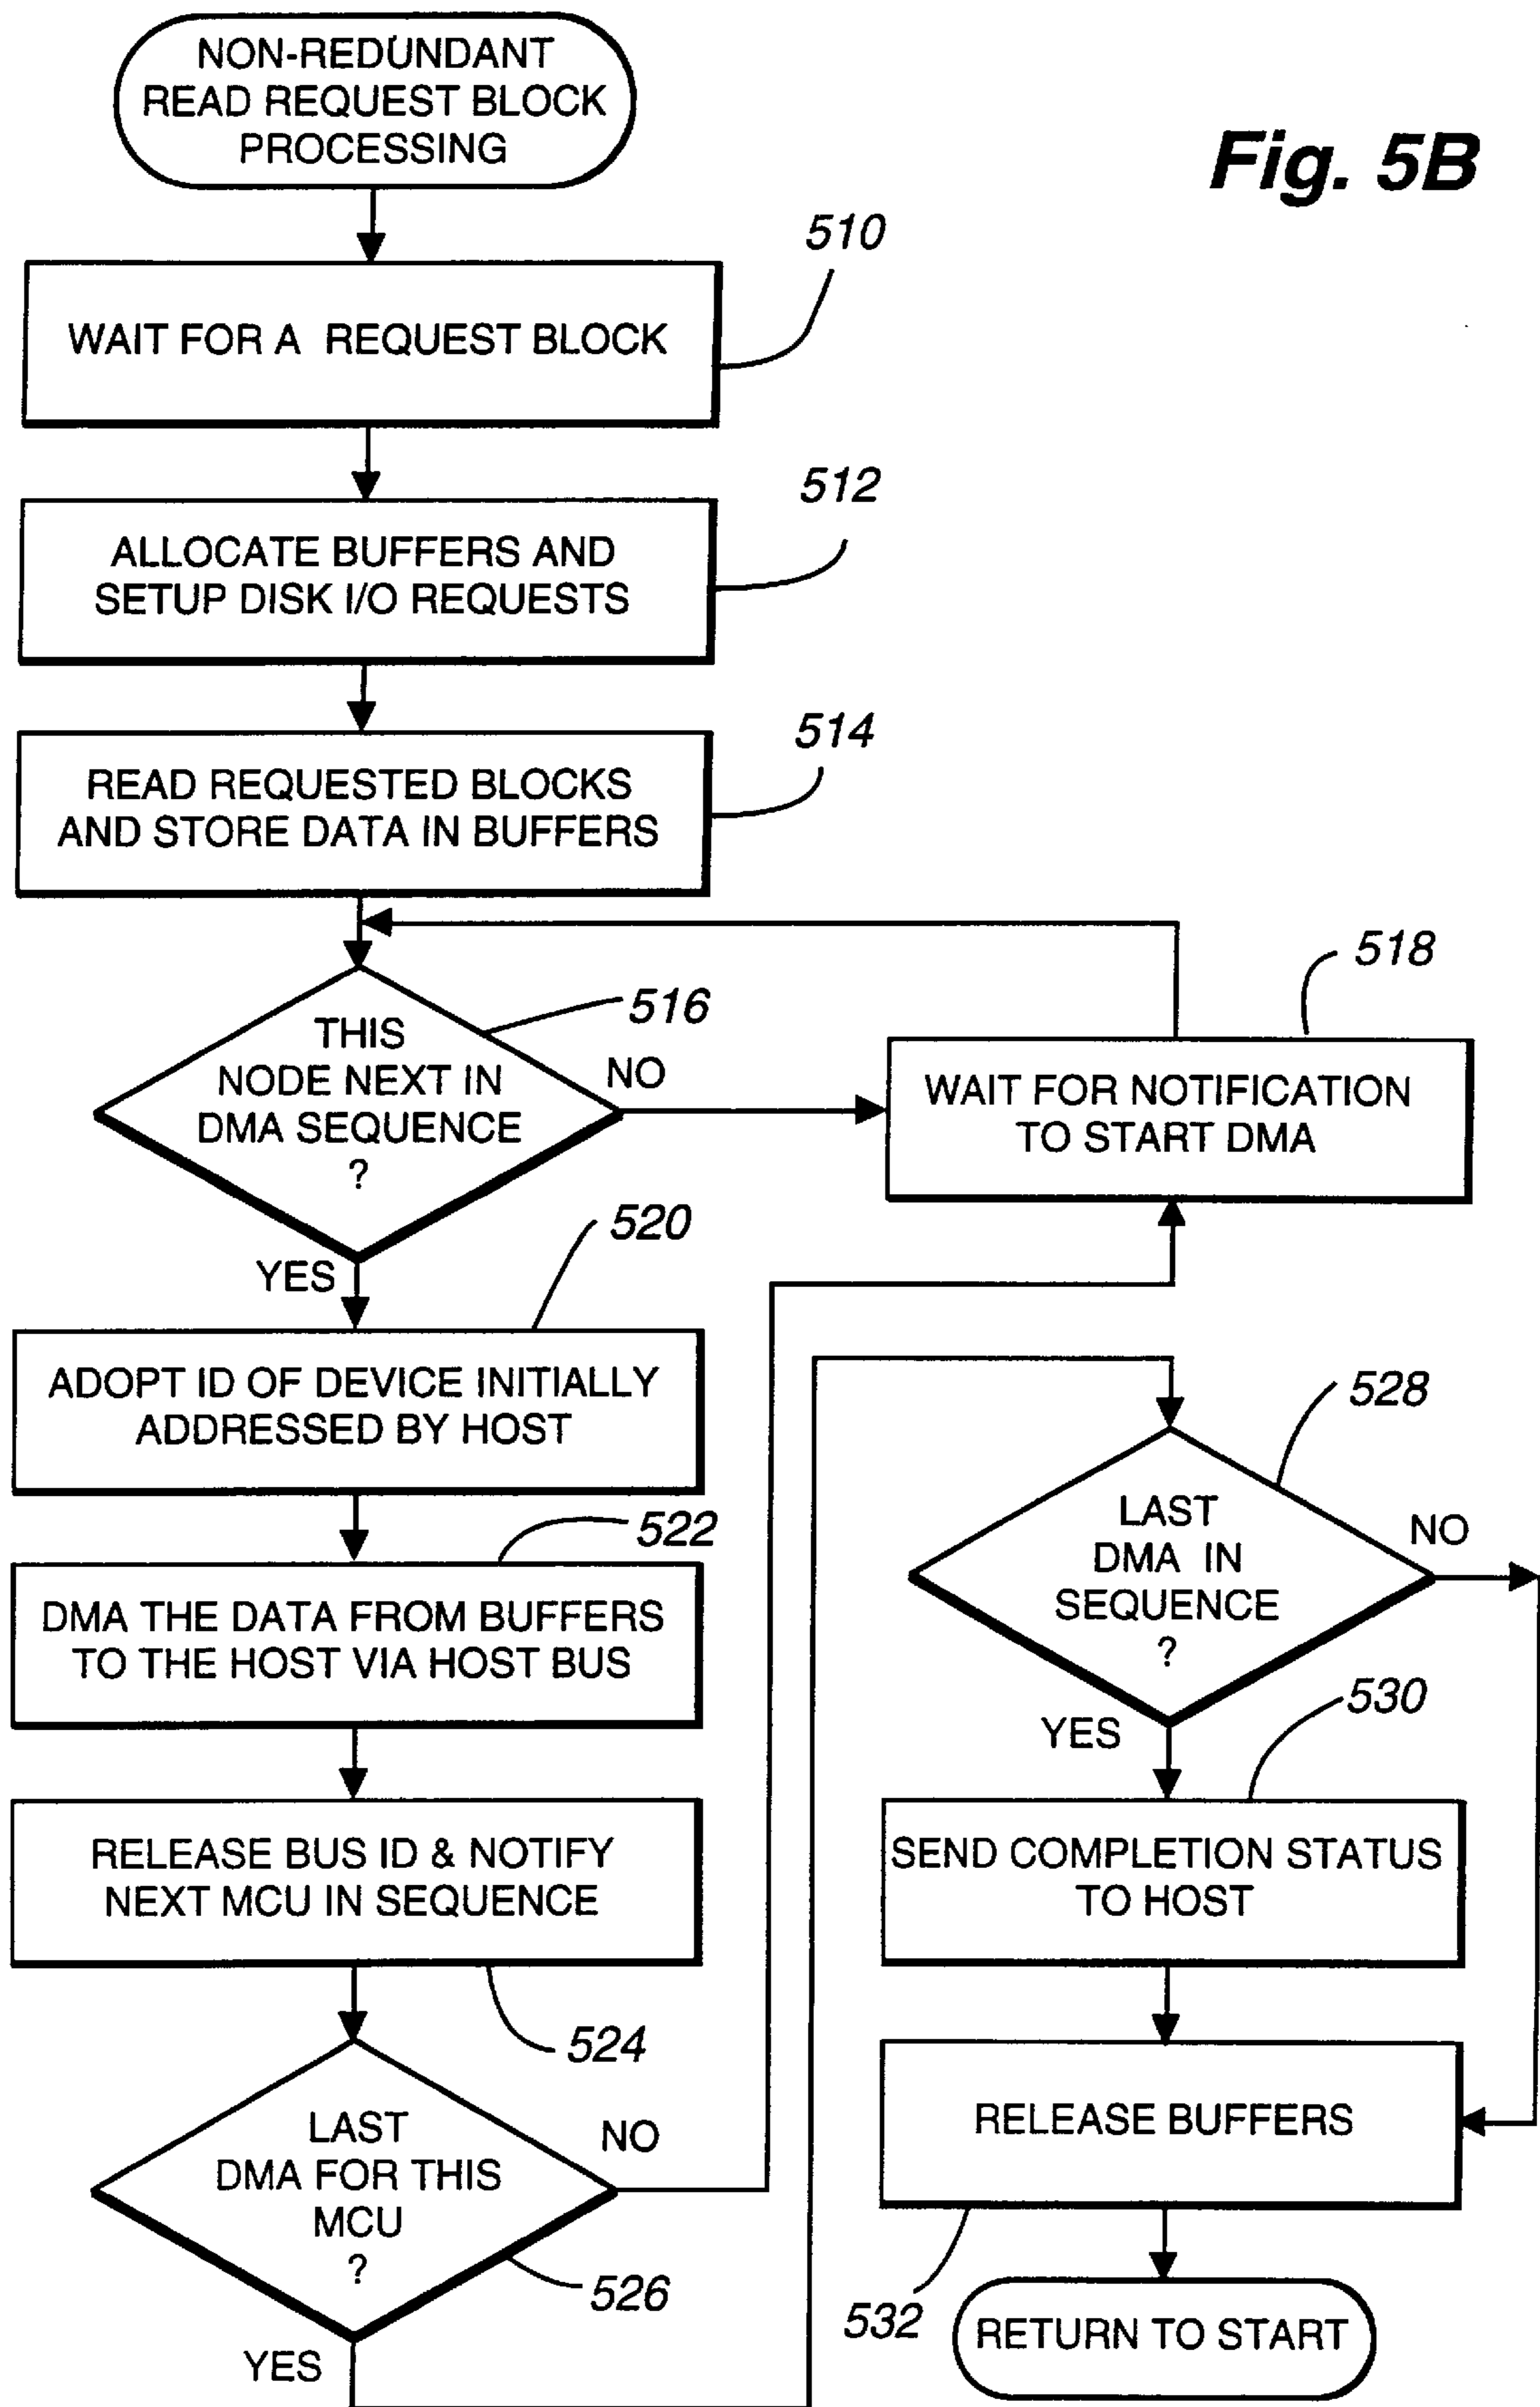 NON-REDUNDANT
READ REQUEST BLOCK
PROCESSING
Fig. 5B
510
WAIT FOR A REQUEST BLOCK
512
ALLOCATE BUFFERS AND
SETUP DISK I/O REQUESTS
514
READ REQUESTED BLOCKS
AND STORE DATA IN BUFFERS
516
THIS
NODE NEXT IN
DMA SEQUENCE
?
NO
YES
518
WAIT FOR NOTIFICATION
TO START DMA
520
ADOPT ID OF DEVICE INITIALLY
ADDRESSED BY HOST
522
DMA THE DATA FROM BUFFERS
TO THE HOST VIA HOST BUS
RELEASE BUS ID & NOTIFY
NEXT MCU IN SEQUENCE
524
LAST
DMA FOR THIS
MCU
?
NO
526
YES
528
LAST
DMA IN
SEQUENCE
?
NO
YES
530
SEND COMPLETION STATUS
TO HOST
RELEASE BUFFERS
532
RETURN TO START